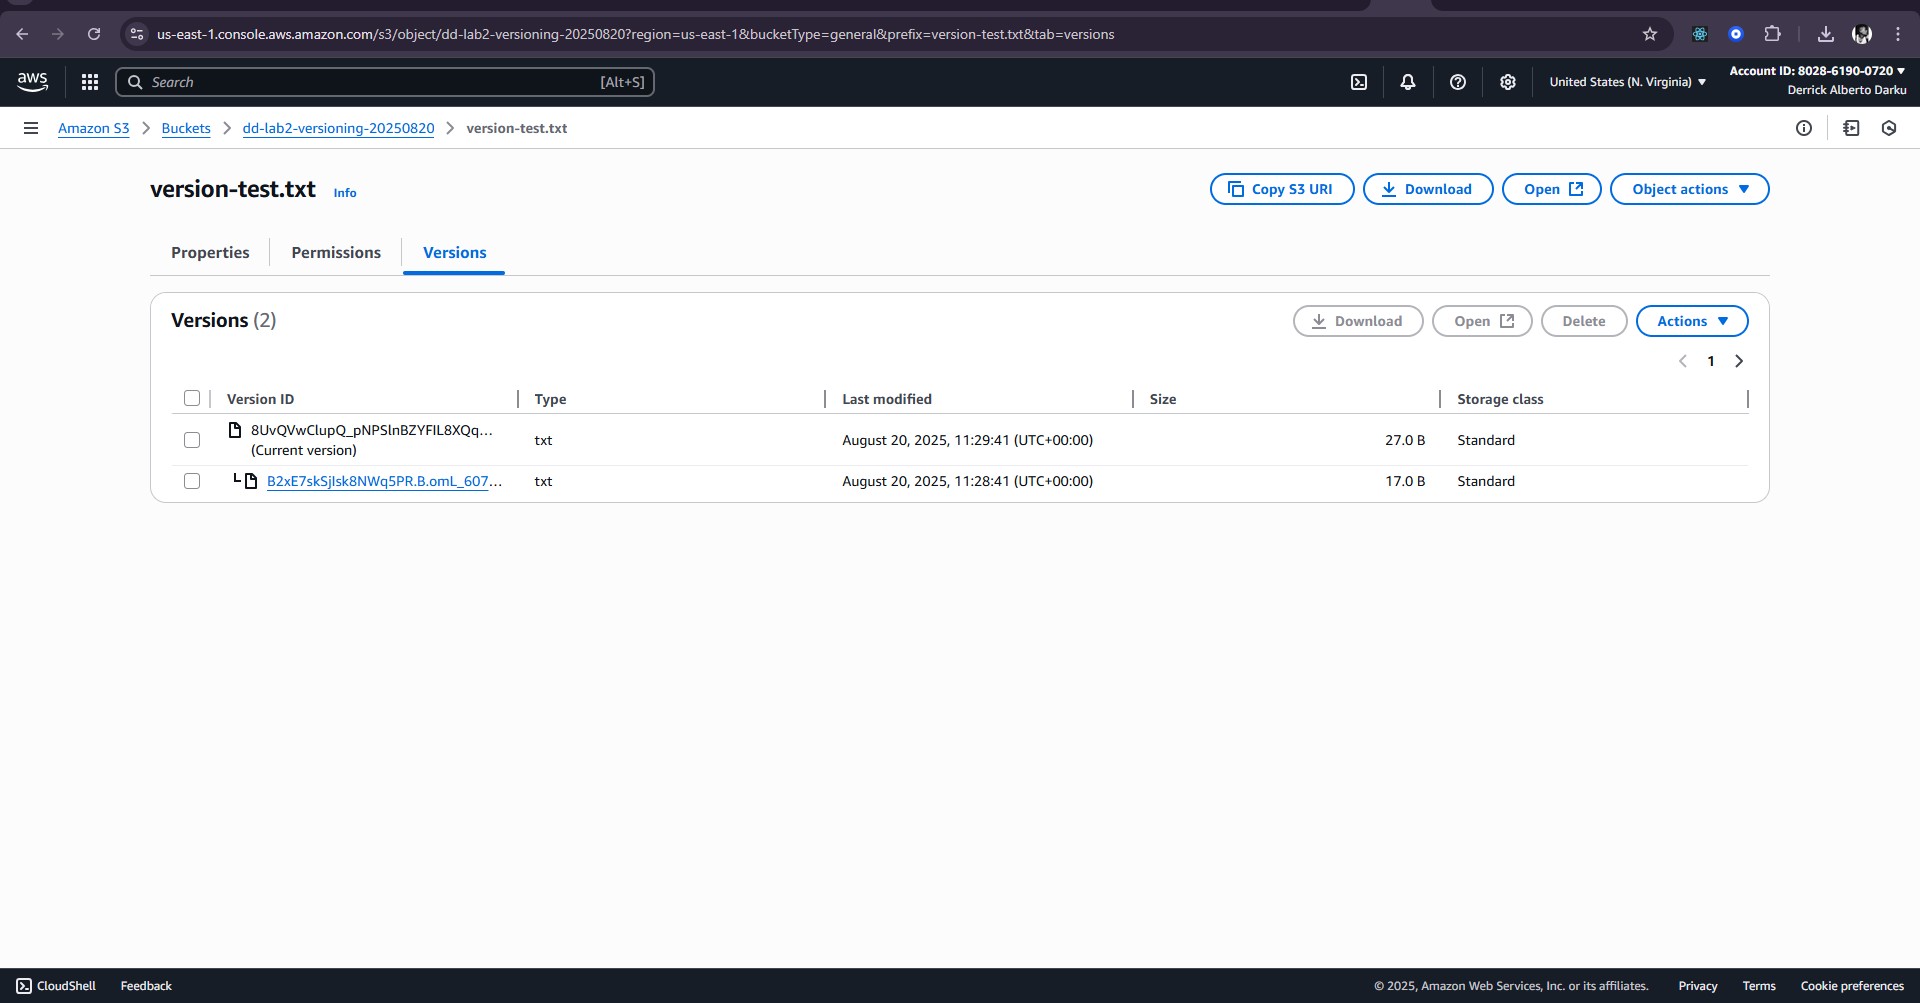 us-east-1.console.aws.amazon.com/s3/object/dd-lab2-versioning-20250820?region=us-east-1&bucketType=general&prefix=version-test.txt&tab=versions
aws
Search [Alt+S]
United States (N. Virginia)
Account ID: 8028-6190-0720
Derrick Alberto Darku
Amazon S3 > Buckets > dd-lab2-versioning-20250820 > version-test.txt
version-test.txt Info
Copy S3 URI Download Open Object actions
Properties Permissions Versions
Versions (2)
Download Open Delete Actions
1
Version ID Type Last modified Size Storage class
8UvQVwClupQ_pNPSlnBZYFIL8XQq...
(Current version)
txt August 20, 2025, 11:29:41 (UTC+00:00) 27.0 B Standard
B2xE7skSjIsk8NWq5PR.B.omL_607... txt August 20, 2025, 11:28:41 (UTC+00:00) 17.0 B Standard
CloudShell Feedback © 2025, Amazon Web Services, Inc. or its affiliates. Privacy Terms Cookie preferences